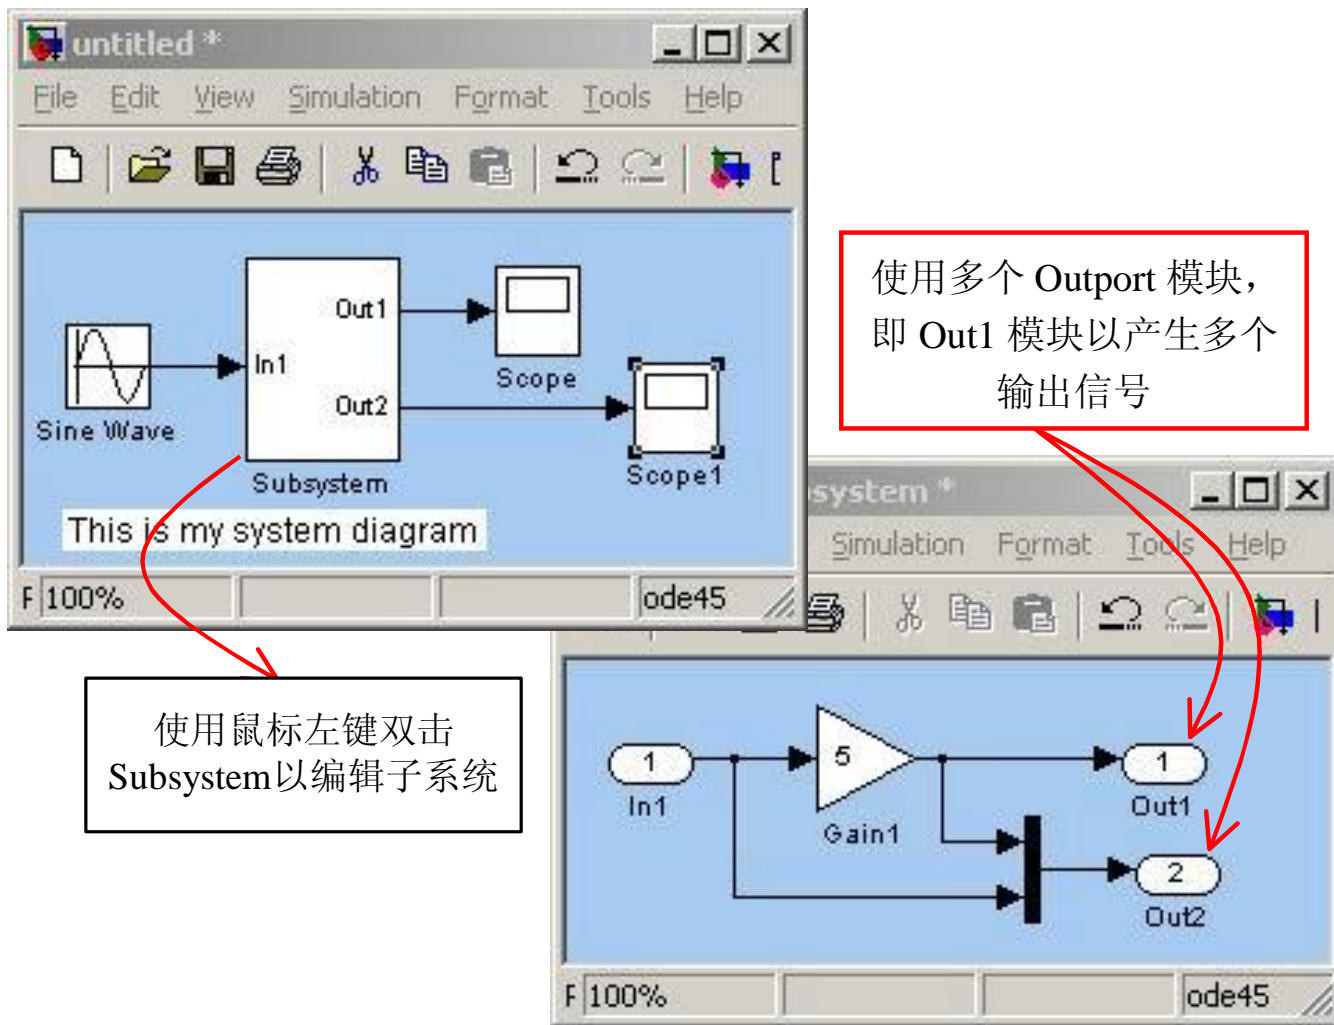 untitled *
File Edit View Simulation Format Tools Help
Out1
In1
Out2
Scope
Sine Wave
Scope1
Subsystem
This is my system diagram
F 100% ode45
使用多个 Outport 模块，
即 Out1 模块以产生多个
输出信号
使用鼠标左键双击
Subsystem以编辑子系统
system *
Simulation Format Tools Help
1
5
1
In1
Out1
Gain1
2
Out2
F 100% ode45